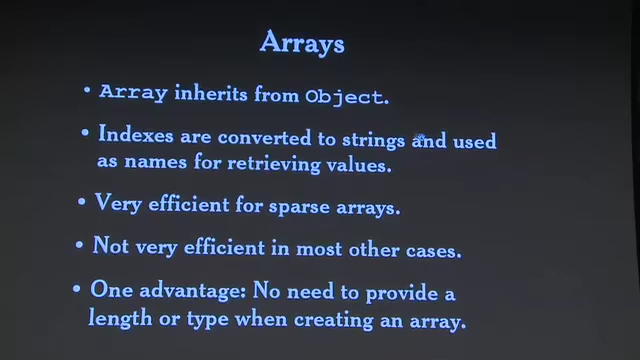 Arrays
• Array inherits from Object.
• Indexes are converted to strings and used
as names for retrieving values.
• Very efficient for sparse arrays.
• Not very efficient in most other cases.
• One advantage: No need to provide a
length or type when creating an array.